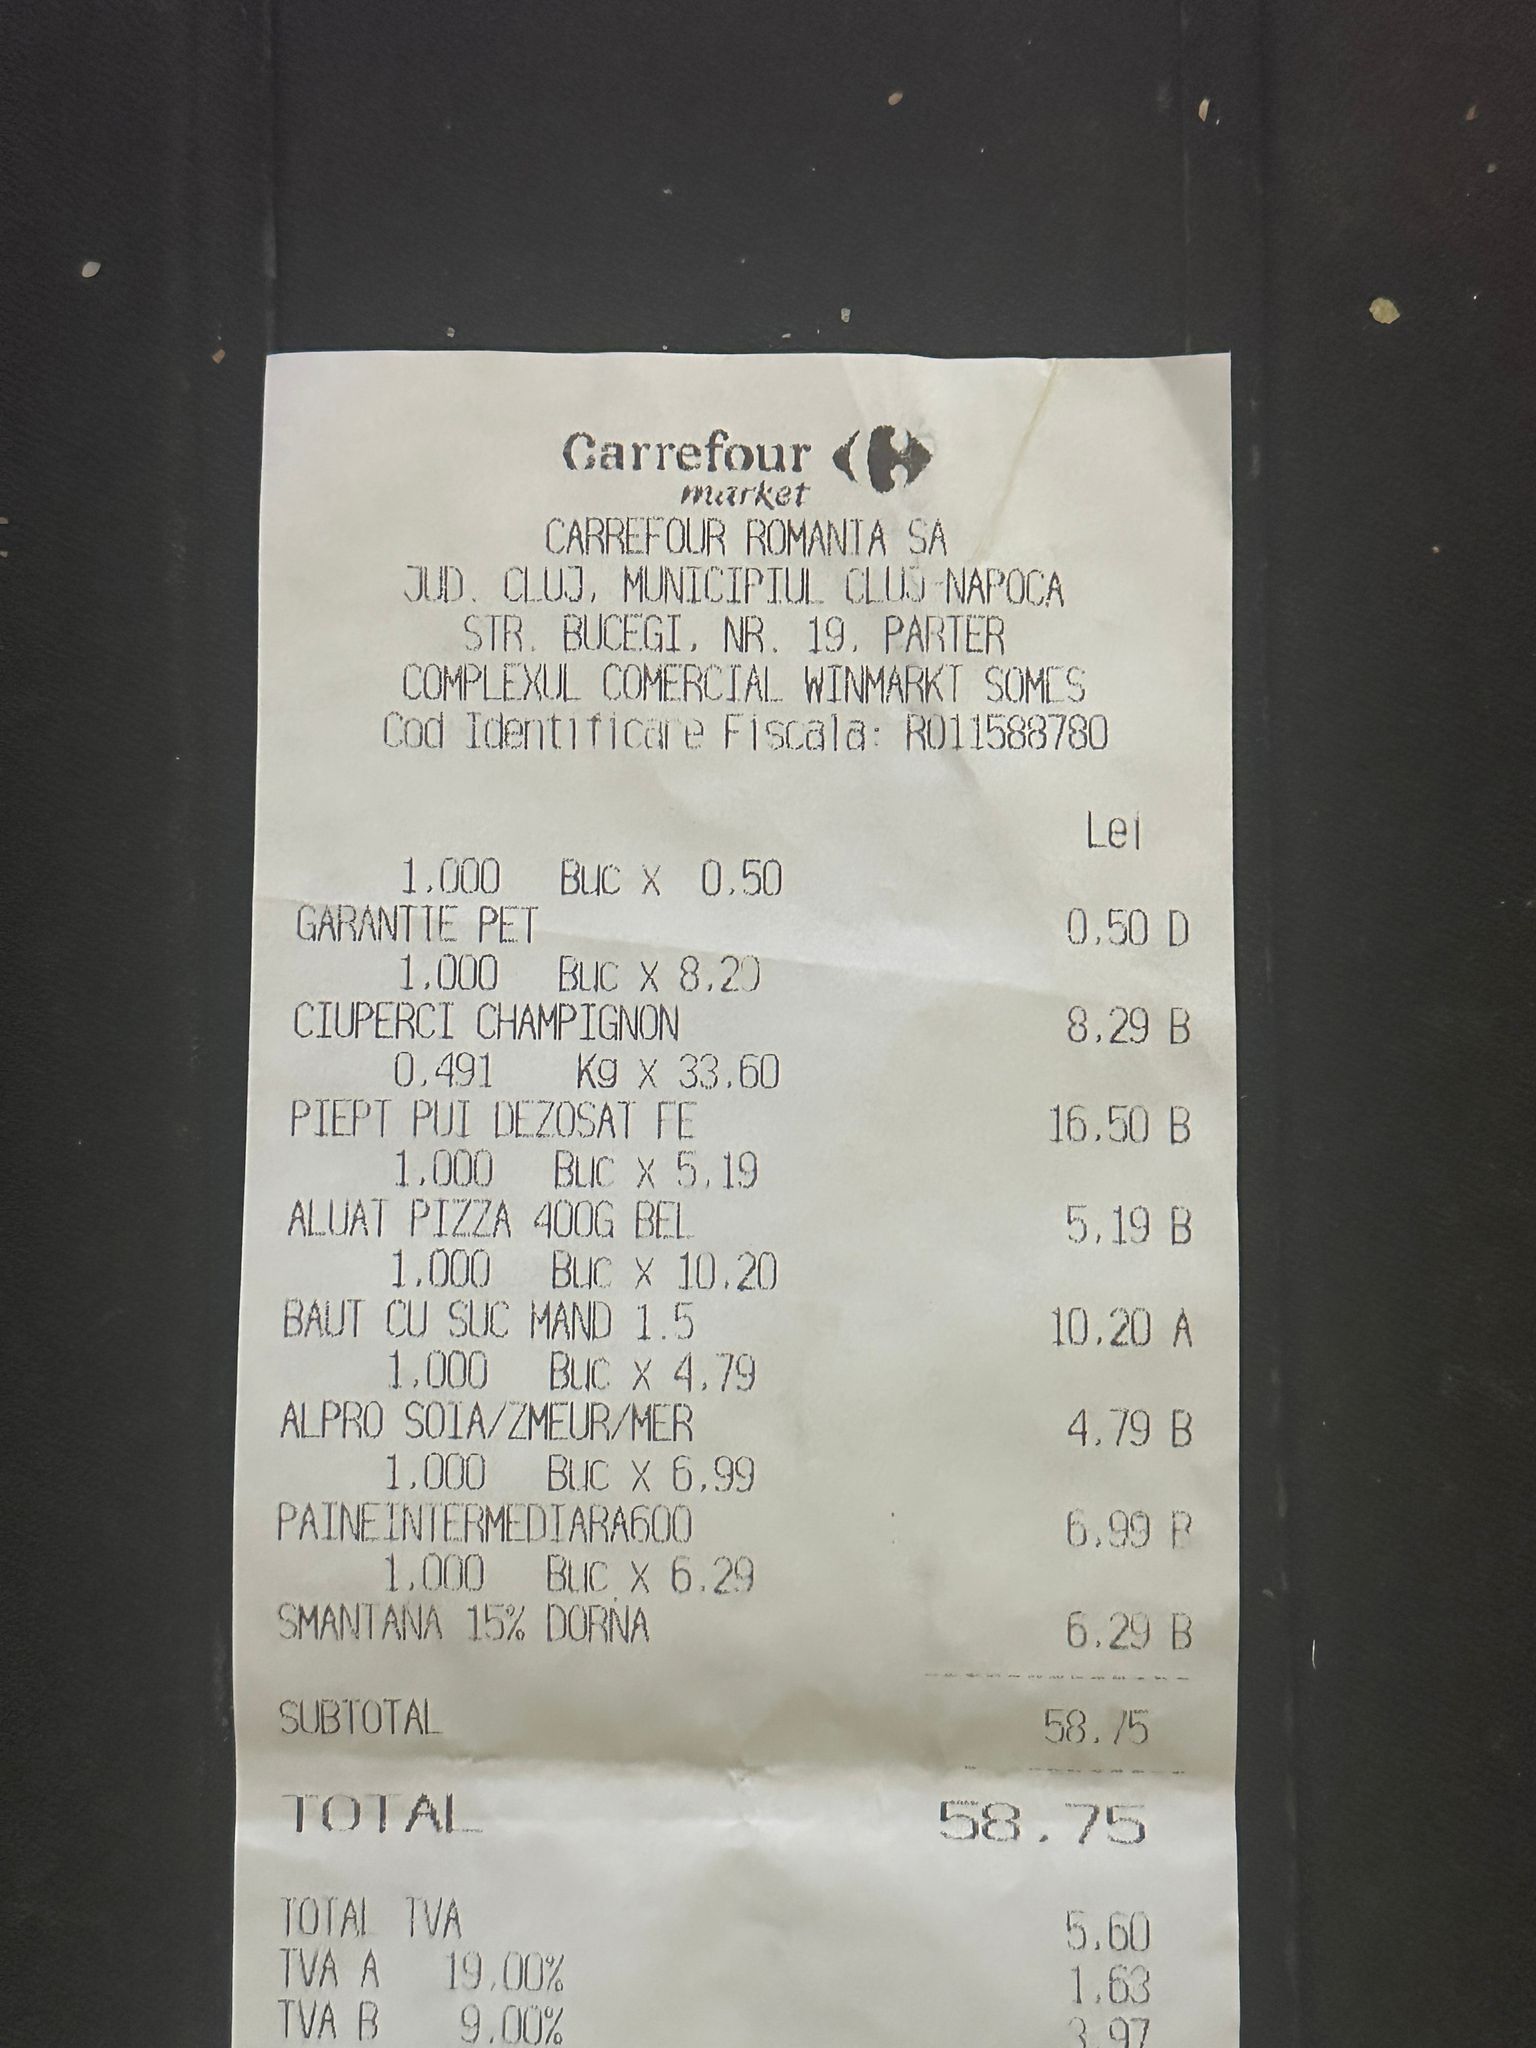 Carrefour
market
CARREFOUR ROMANIA SA
JUD. CLUJ, MUNICIPIUL CLUJ-NAPOCA
STR. BUCEGI, NR. 19, PARTER
COMPLEXUL COMERCIAL WINMARKT SOMES
Cod Identificare Fiscala: RO11588780
Lei
1,000 Buc X 0,50
GARANTIE PET 0,50 D
1,000 Buc X 8,29
CIUPERCI CHAMPIGNON 8,29 B
0,491 Kg X 33,60
PIEPT PUI DEZOSAT FE 16,50 B
1,000 Buc X 5,19
ALUAT PIZZA 400G BEL 5,19 B
1,000 Buc X 10,20
BAUT CU SUC MAND 1.5 10,20 A
1,000 Buc X 4,79
ALPRO SOIA/ZMEUR/MER 4,79 B
1,000 Buc X 6,99
PAINEINTERMEDIARA600 6,99 B
1,000 Buc X 6,29
SMANTANA 15% DORNA 6,29 B
SUBTOTAL 58,75
TOTAL 58,75
TOTAL TVA 5,60
TVA A 19,00% 1,63
TVA B 9,00% 3,97